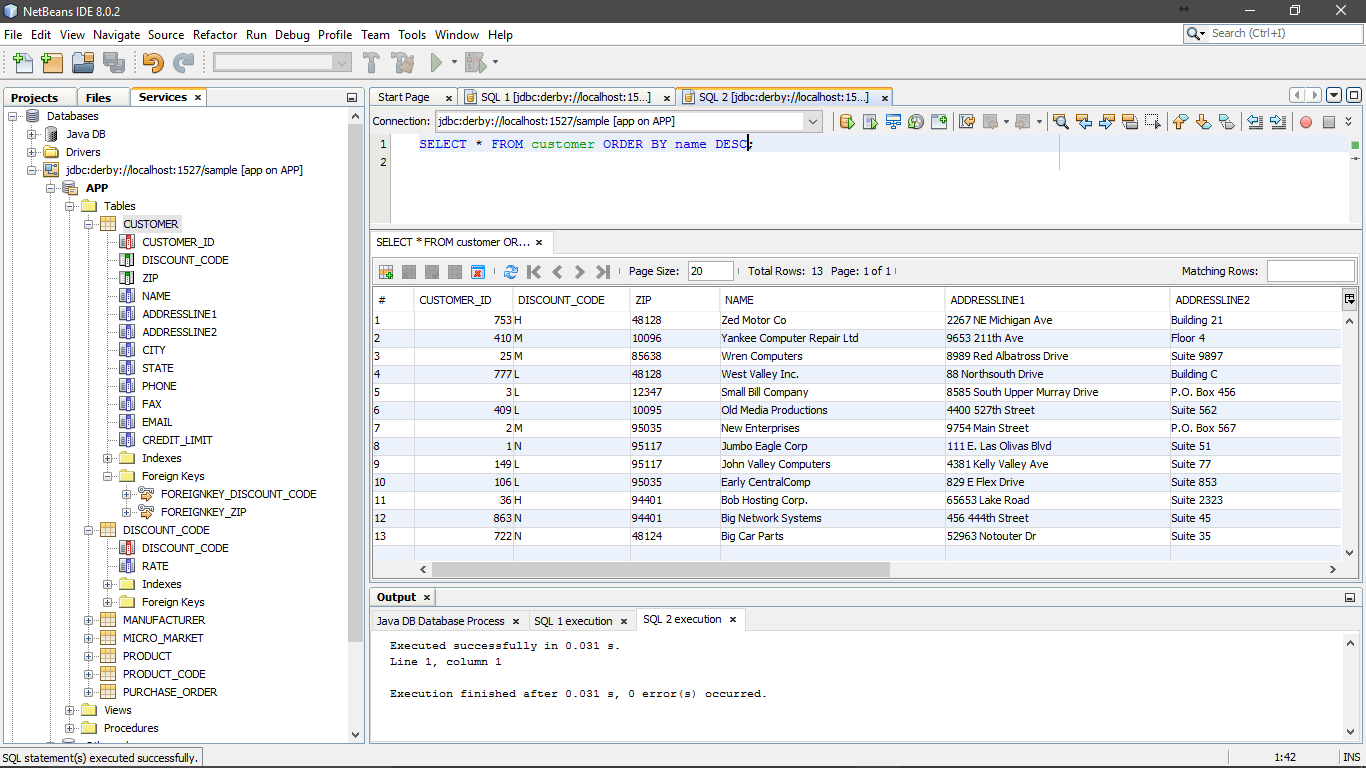 NetBeans IDE 8.0.2
File Edit View Navigate Source Refactor Run Debug Profile Team Tools Window Help
Search (Ctrl+I)
Projects Files Services
Databases
Java DB
Drivers
jdbc:derby://localhost:1527/sample [app on APP]
APP
Tables
CUSTOMER
CUSTOMER_ID
DISCOUNT_CODE
ZIP
NAME
ADDRESSLINE1
ADDRESSLINE2
CITY
STATE
PHONE
FAX
EMAIL
CREDIT_LIMIT
Indexes
Foreign Keys
FOREIGNKEY_DISCOUNT_CODE
FOREIGNKEY_ZIP
DISCOUNT_CODE
DISCOUNT_CODE
RATE
Indexes
Foreign Keys
MANUFACTURER
MICRO_MARKET
PRODUCT
PRODUCT_CODE
PURCHASE_ORDER
Views
Procedures
Start Page SQL 1 [jdbc:derby://localhost:15...] SQL 2 [jdbc:derby://localhost:15...]
Connection: jdbc:derby://localhost:1527/sample [app on APP]
1 SELECT * FROM customer ORDER BY name DESC;
2
SELECT * FROM customer OR...
Page Size: 20 Total Rows: 13 Page: 1 of 1 Matching Rows:
# CUSTOMER_ID DISCOUNT_CODE ZIP NAME ADDRESSLINE1 ADDRESSLINE2
1 753 H 48128 Zed Motor Co 2267 NE Michigan Ave Building 21
2 410 M 10096 Yankee Computer Repair Ltd 9653 211th Ave Floor 4
3 25 M 85638 Wren Computers 8989 Red Albatross Drive Suite 9897
4 777 L 48128 West Valley Inc. 88 Northsouth Drive Building C
5 3 L 12347 Small Bill Company 8585 South Upper Murray Drive P.O. Box 456
6 409 L 10095 Old Media Productions 4400 527th Street Suite 562
7 2 M 95035 New Enterprises 9754 Main Street P.O. Box 567
8 1 N 95117 Jumbo Eagle Corp 111 E. Las Olivas Blvd Suite 51
9 149 L 95117 John Valley Computers 4381 Kelly Valley Ave Suite 77
10 106 L 95035 Early CentralComp 829 E Flex Drive Suite 853
11 36 H 94401 Bob Hosting Corp. 65653 Lake Road Suite 2323
12 863 N 94401 Big Network Systems 456 444th Street Suite 45
13 722 N 48124 Big Car Parts 52963 Notouter Dr Suite 35
Output
Java DB Database Process SQL 1 execution SQL 2 execution
Executed successfully in 0.031 s.
Line 1, column 1
Execution finished after 0.031 s, 0 error(s) occurred.
SQL statement(s) executed successfully.
1:42 INS